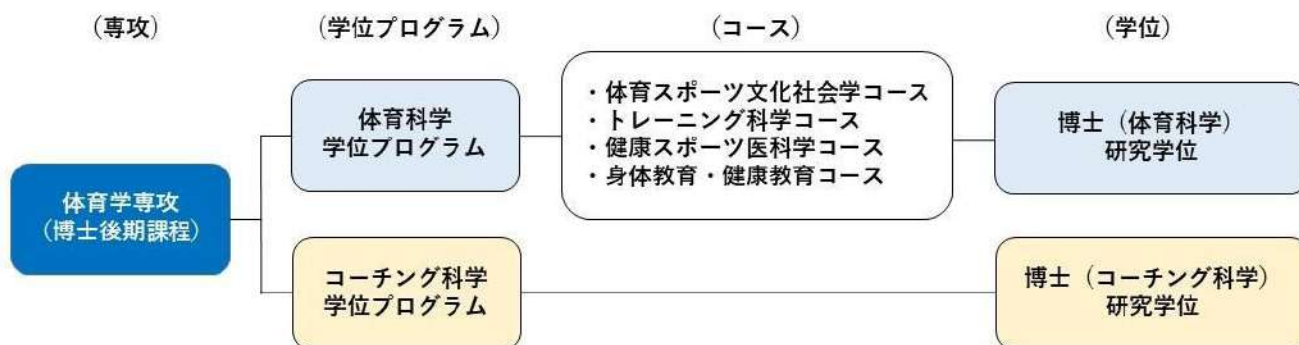 （専攻）
（学位プログラム）
（コース）
（学位）
体育学専攻
（博士後期課程）
体育科学
学位プログラム
・体育スポーツ文化社会学コース
・トレーニング科学コース
・健康スポーツ医科学コース
・身体教育・健康教育コース
博士（体育科学）
研究学位
コーチング科学
学位プログラム
博士（コーチング科学）
研究学位